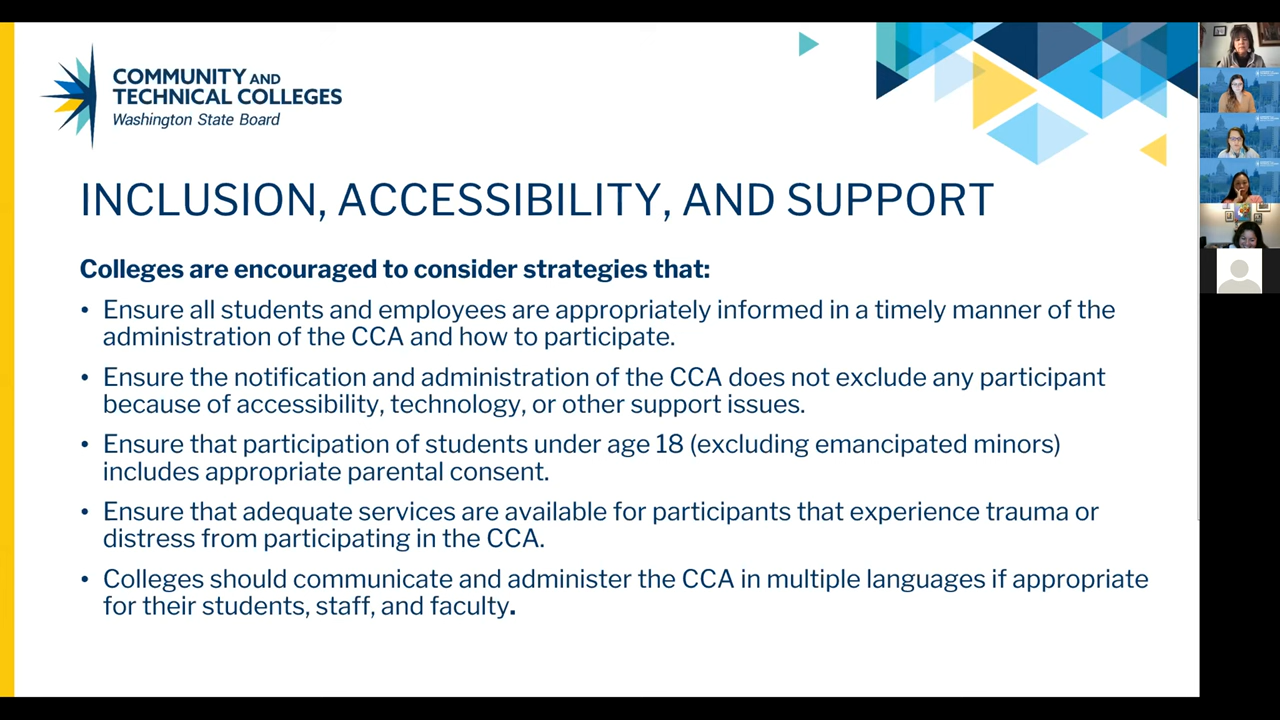 COMMUNITY AND
TECHNICAL COLLEGES
Washington State Board
INCLUSION, ACCESSIBILITY, AND SUPPORT
Colleges are encouraged to consider strategies that:
• Ensure all students and employees are appropriately informed in a timely manner of the
administration of the CCA and how to participate.
• Ensure the notification and administration of the CCA does not exclude any participant
because of accessibility, technology, or other support issues.
• Ensure that participation of students under age 18 (excluding emancipated minors)
includes appropriate parental consent.
• Ensure that adequate services are available for participants that experience trauma or
distress from participating in the CCA.
• Colleges should communicate and administer the CCA in multiple languages if appropriate
for their students, staff, and faculty.